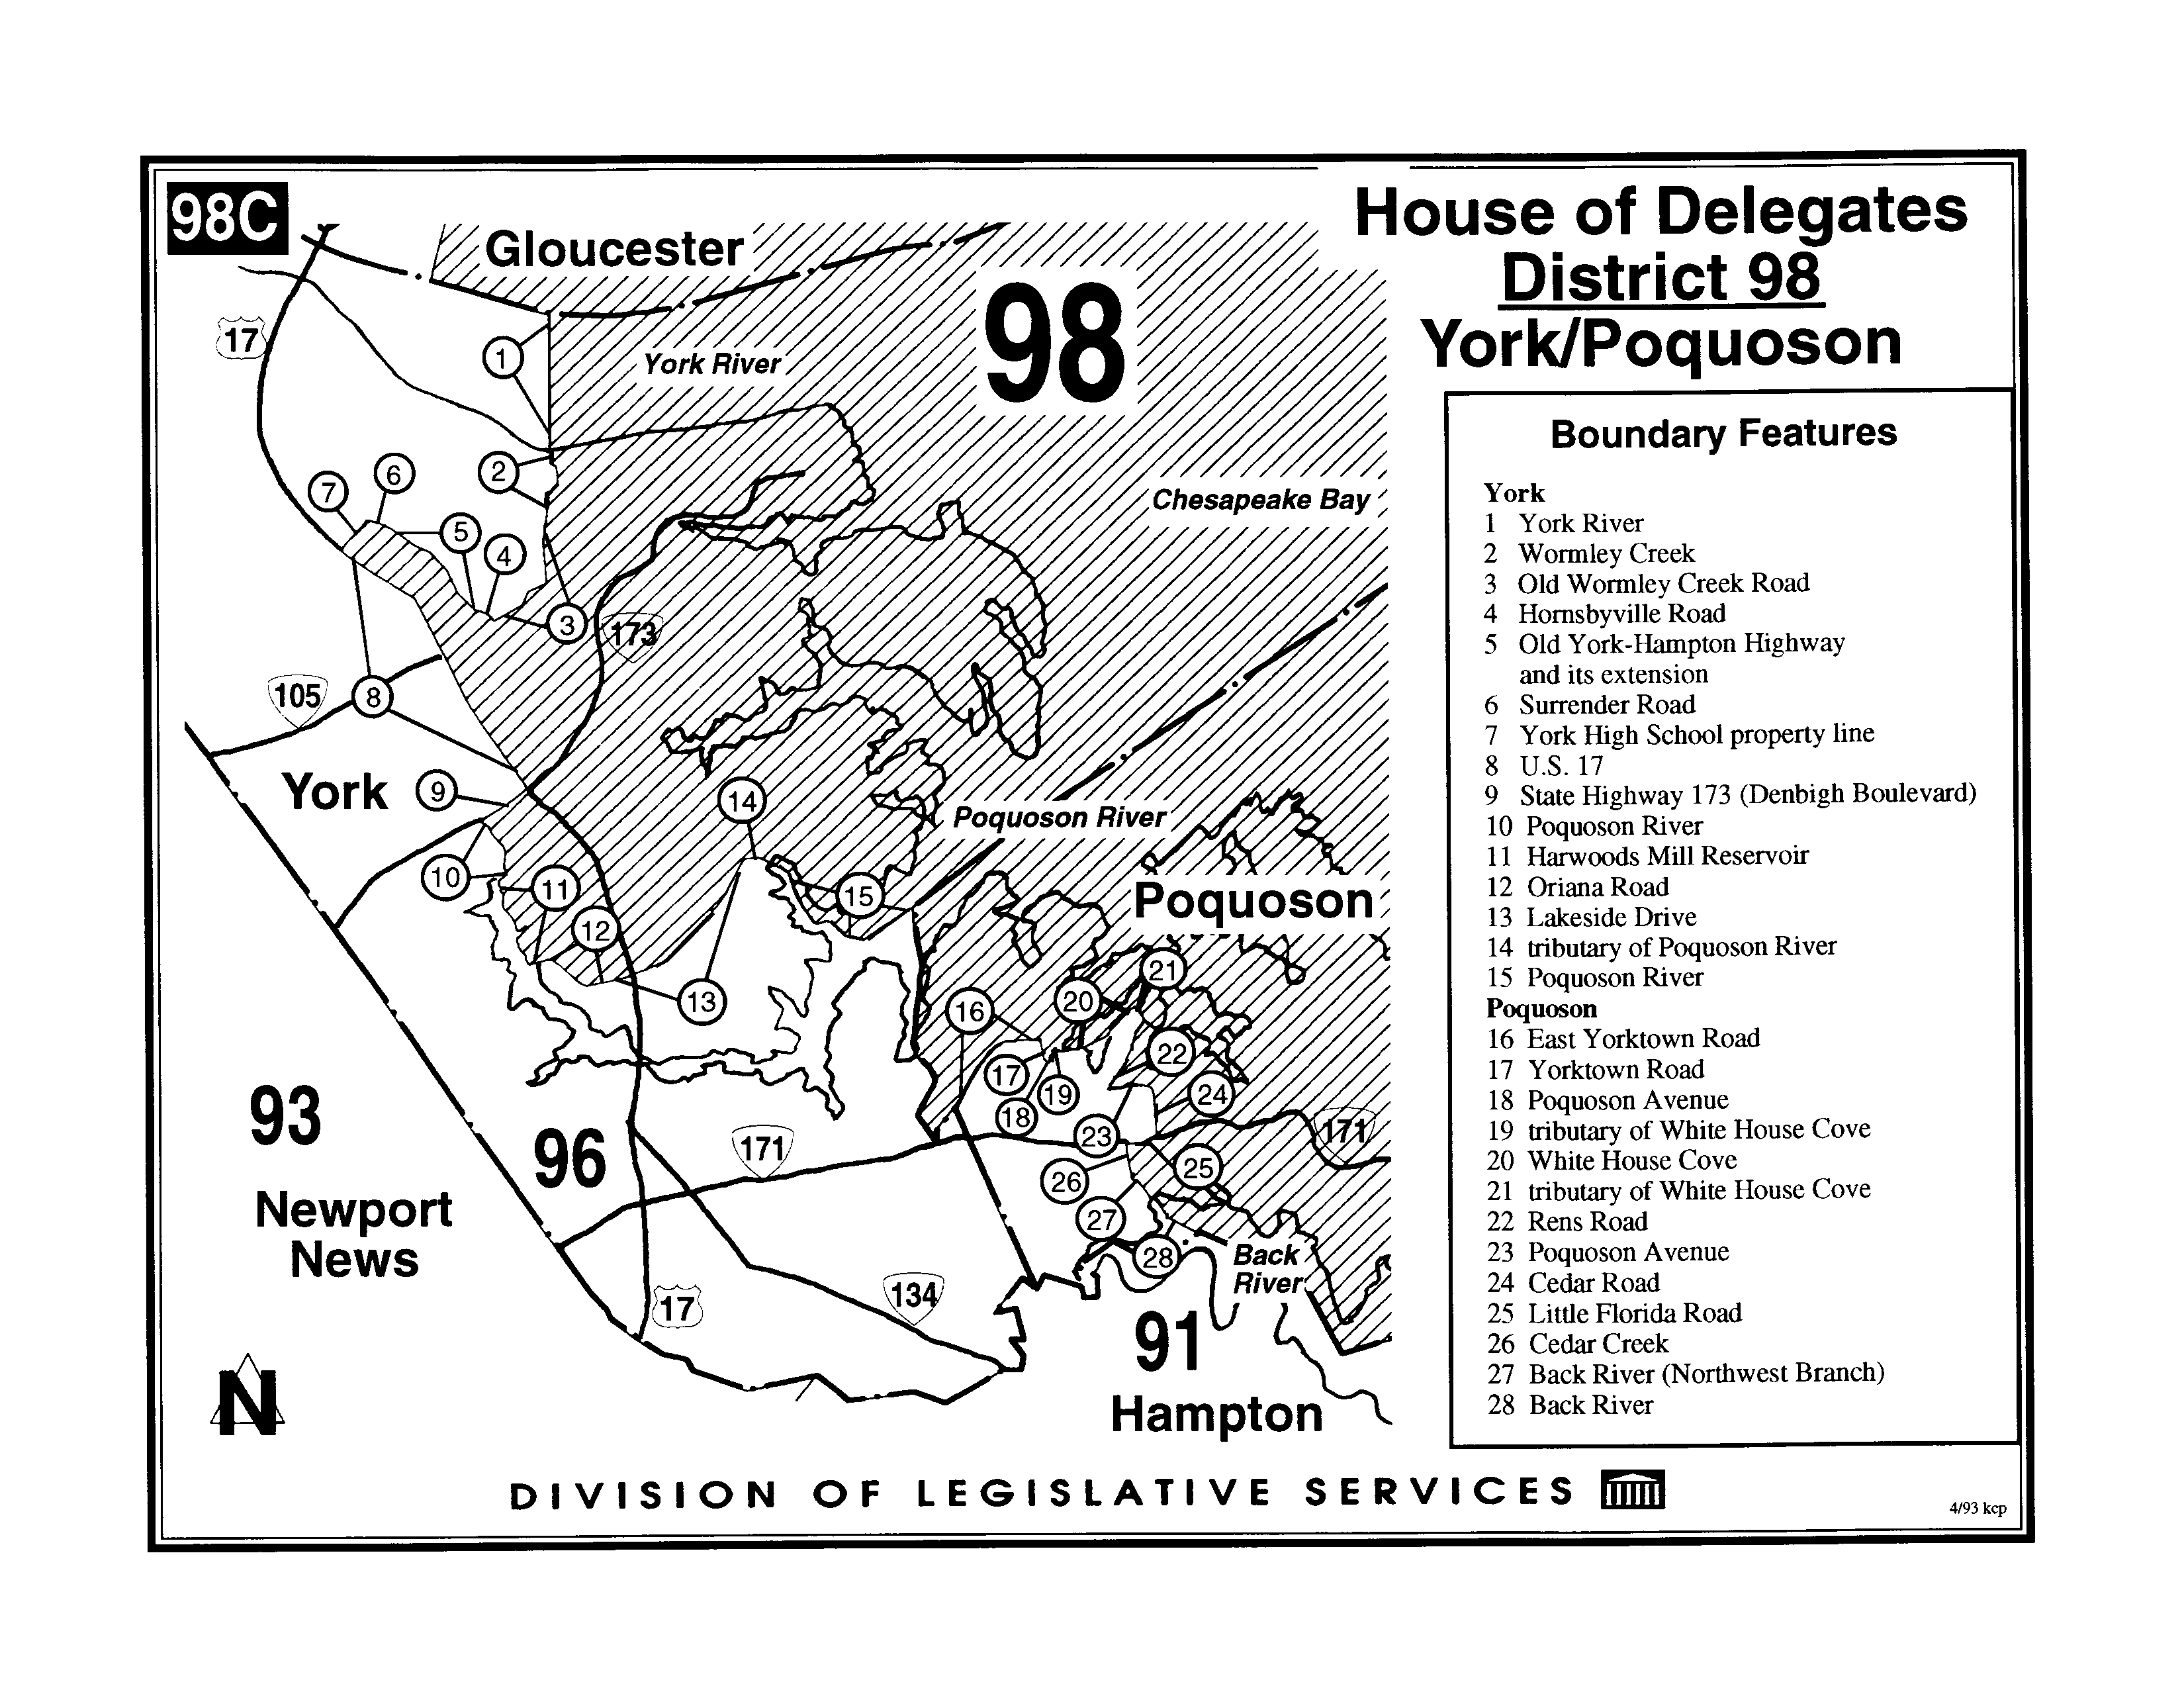 98C
House of Delegates
District 98
York/Poquoson
Gloucester
98
17
1
York River
2
6
7
5
4
3
173
Chesapeake Bay
105
8
York
9
14
Poquoson River
10
11
12
15
Poquoson
13
16
20
21
17
22
18
19
24
23
171
93
96
171
25
26
27
28
Newport
News
Back
River
17
134
91
Hampton
N
Boundary Features
York
1 York River
2 Wormley Creek
3 Old Wormley Creek Road
4 Hornsbyville Road
5 Old York-Hampton Highway
and its extension
6 Surrender Road
7 York High School property line
8 U.S. 17
9 State Highway 173 (Denbigh Boulevard)
10 Poquoson River
11 Harwoods Mill Reservoir
12 Oriana Road
13 Lakeside Drive
14 tributary of Poquoson River
15 Poquoson River
Poquoson
16 East Yorktown Road
17 Yorktown Road
18 Poquoson Avenue
19 tributary of White House Cove
20 White House Cove
21 tributary of White House Cove
22 Rens Road
23 Poquoson Avenue
24 Cedar Road
25 Little Florida Road
26 Cedar Creek
27 Back River (Northwest Branch)
28 Back River
DIVISION OF LEGISLATIVE SERVICES
4/93 kcp